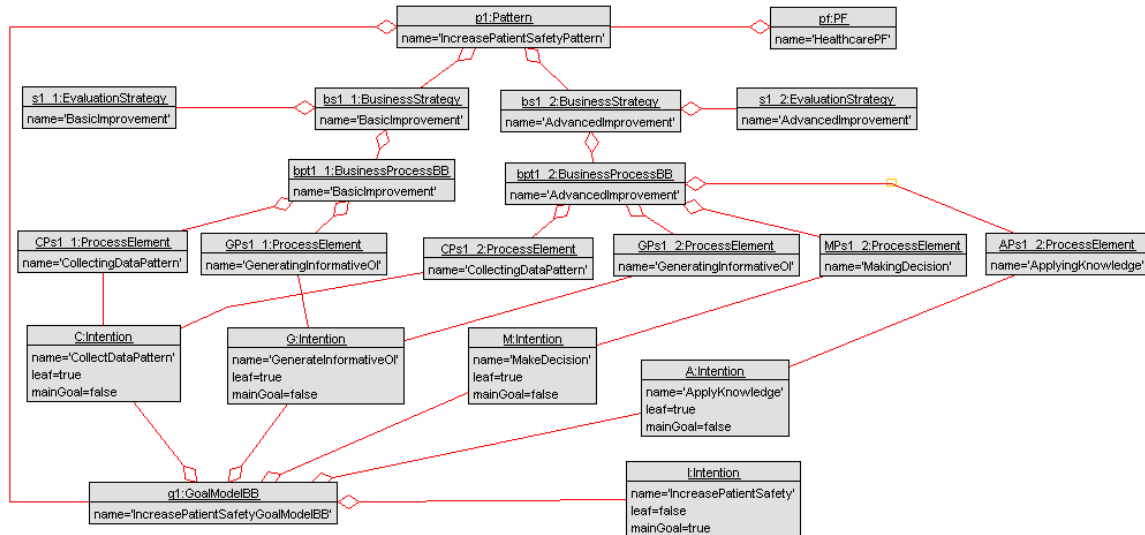 p1:Pattern
name='IncreasePatientSafetyPattern'
pf:PF
name='HealthcarePF'
s1_1:EvaluationStrategy
name='BasicImprovement'
bs1_1:BusinessStrategy
name='BasicImprovement'
bs1_2:BusinessStrategy
name='AdvancedImprovement'
s1_2:EvaluationStrategy
name='AdvancedImprovement'
bpt1_1:BusinessProcessBB
name='BasicImprovement'
bpt1_2:BusinessProcessBB
name='AdvancedImprovement'
CPs1_1:ProcessElement
name='CollectingDataPattern'
GPs1_1:ProcessElement
name='GeneratingInformativeOI'
CPs1_2:ProcessElement
name='CollectingDataPattern'
GPs1_2:ProcessElement
name='GeneratingInformativeOI'
MPs1_2:ProcessElement
name='MakingDecision'
APs1_2:ProcessElement
name='ApplyingKnowledge'
C:Intention
name='CollectDataPattern'
leaf=true
mainGoal=false
G:Intention
name='GenerateInformativeOI'
leaf=true
mainGoal=false
M:Intention
name='MakeDecision'
leaf=true
mainGoal=false
A:Intention
name='ApplyKnowledge'
leaf=true
mainGoal=false
g1:GoalModelBB
name='IncreasePatientSafetyGoalModelBB'
I:Intention
name='IncreasePatientSafety'
leaf=false
mainGoal=true